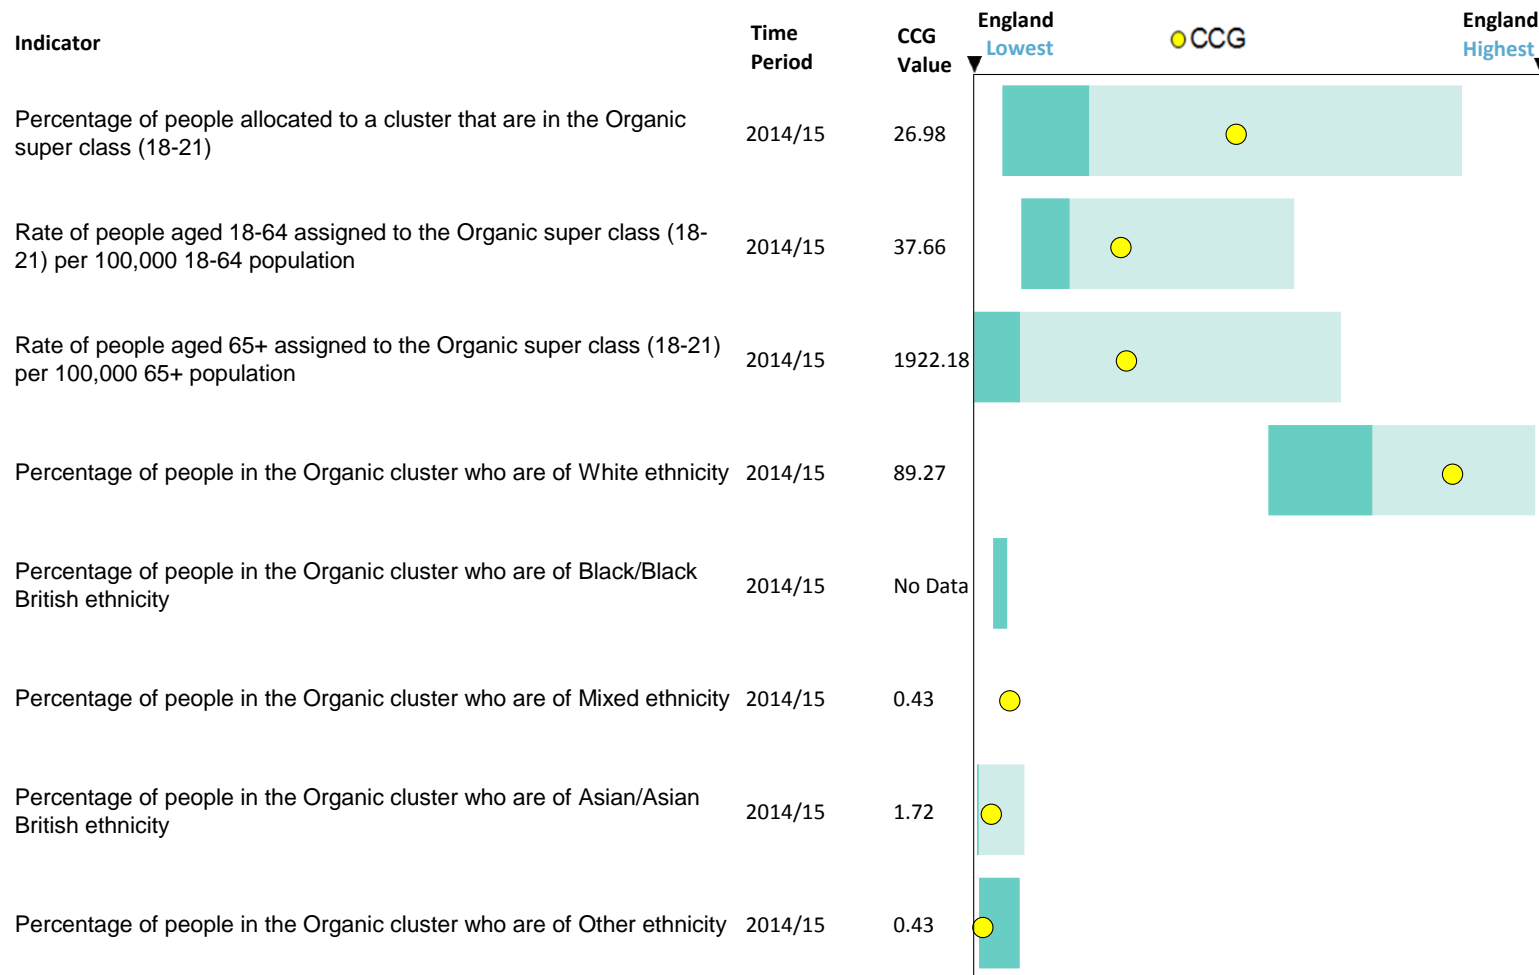 Indicator
Time
Period
CCG
Value
England
Lowest
CCG
England
Highest
Percentage of people allocated to a cluster that are in the Organic
super class (18-21)
2014/15
26.98
Rate of people aged 18-64 assigned to the Organic super class (18-
21) per 100,000 18-64 population
2014/15
37.66
Rate of people aged 65+ assigned to the Organic super class (18-21)
per 100,000 65+ population
2014/15
1922.18
Percentage of people in the Organic cluster who are of White ethnicity
2014/15
89.27
Percentage of people in the Organic cluster who are of Black/Black
British ethnicity
2014/15
No Data
Percentage of people in the Organic cluster who are of Mixed ethnicity
2014/15
0.43
Percentage of people in the Organic cluster who are of Asian/Asian
British ethnicity
2014/15
1.72
Percentage of people in the Organic cluster who are of Other ethnicity
2014/15
0.43